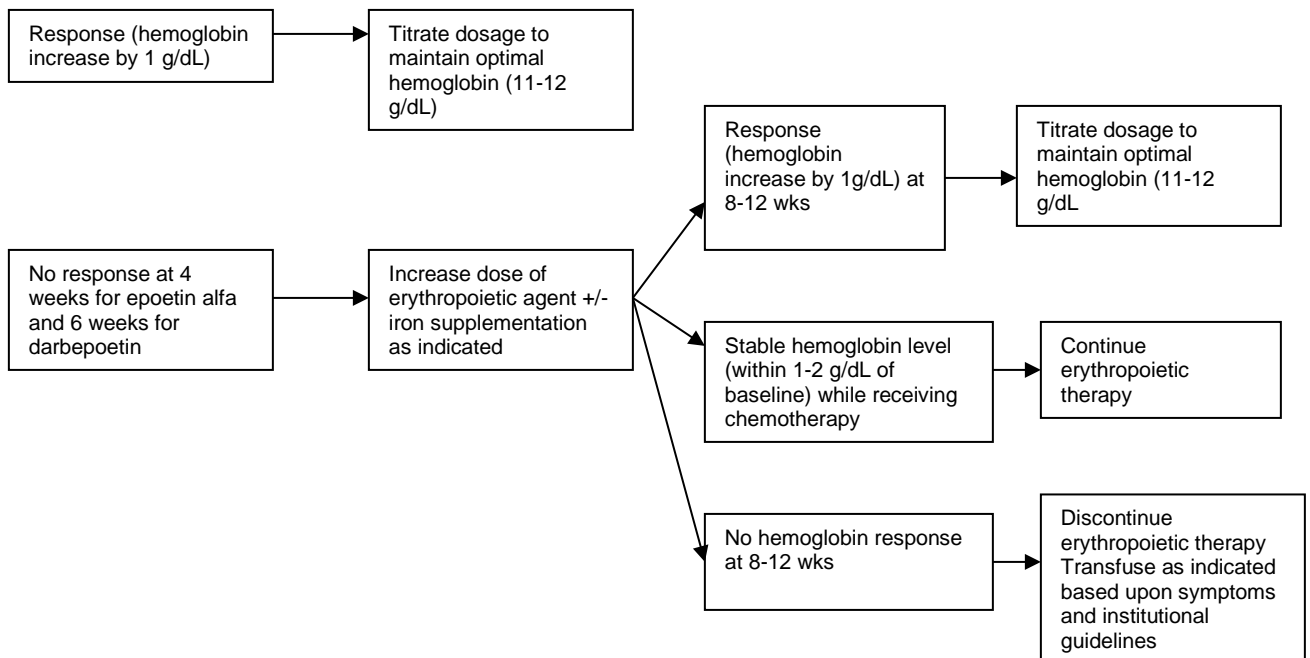 Response (hemoglobin
increase by 1 g/dL)
Titrate dosage to
maintain optimal
hemoglobin (11-12
g/dL)
Response
(hemoglobin
increase by 1g/dL) at
8-12 wks
Titrate dosage to
maintain optimal
hemoglobin (11-12
g/dL
No response at 4
weeks for epoetin alfa
and 6 weeks for
darbepoetin
Increase dose of
erythropoietic agent +/-
iron supplementation
as indicated
Stable hemoglobin level
(within 1-2 g/dL of
baseline) while receiving
chemotherapy
Continue
erythropoietic
therapy
No hemoglobin response
at 8-12 wks
Discontinue
erythropoietic therapy
Transfuse as indicated
based upon symptoms
and institutional
guidelines